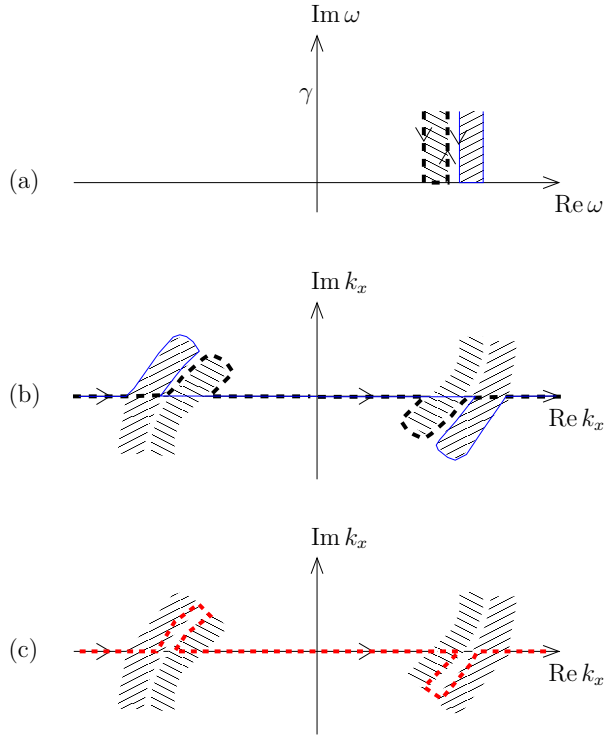 Im ω
γ
(a)
Re ω
Im k_x
(b)
Re k_x
Im k_x
(c)
Re k_x